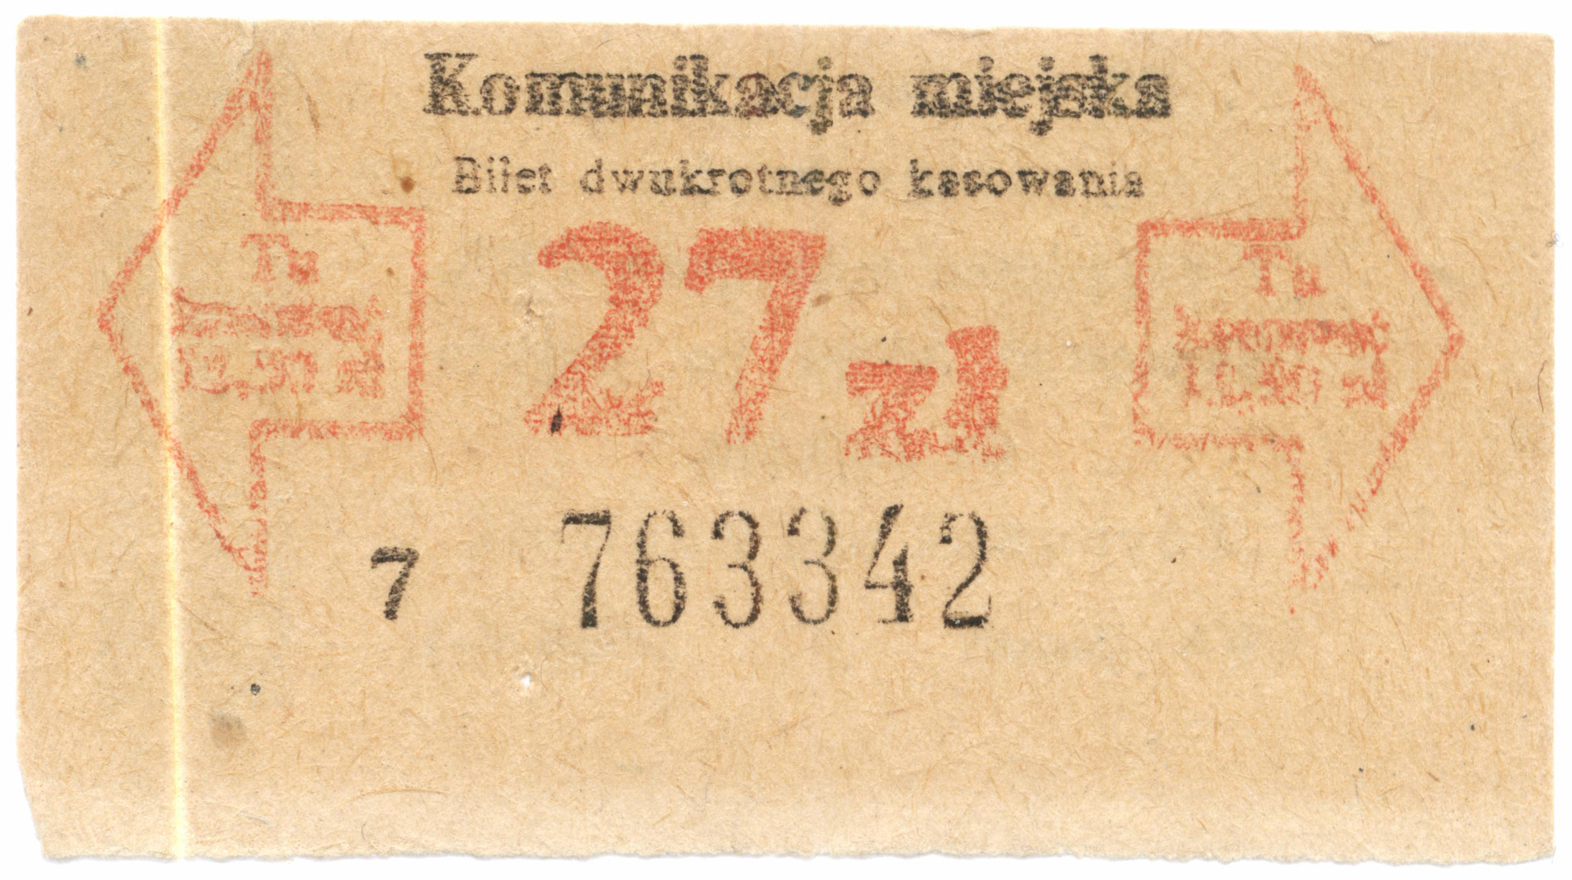 Komunikacja miejska
Bilet dwukrotnego kasowania
Tu
27 zł
Tu
7 763342